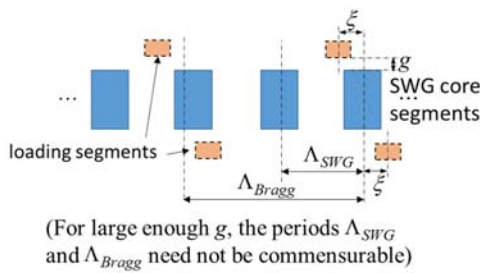 ξ
g
SWG core
...
...
segments
loading segments
Λ_SWG
ξ
Λ_Bragg
(For large enough g, the periods Λ_SWG
and Λ_Bragg need not be commensurable)